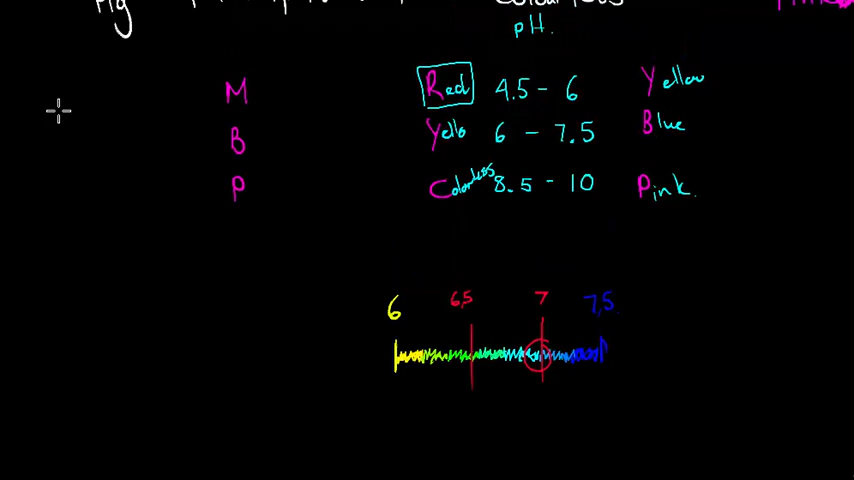 pH.
M Red 4.5 - 6 Yellow
B Yello 6 - 7.5 Blue
P Colorless 8.5 - 10 Pink.
6 6,5 7 7,5.